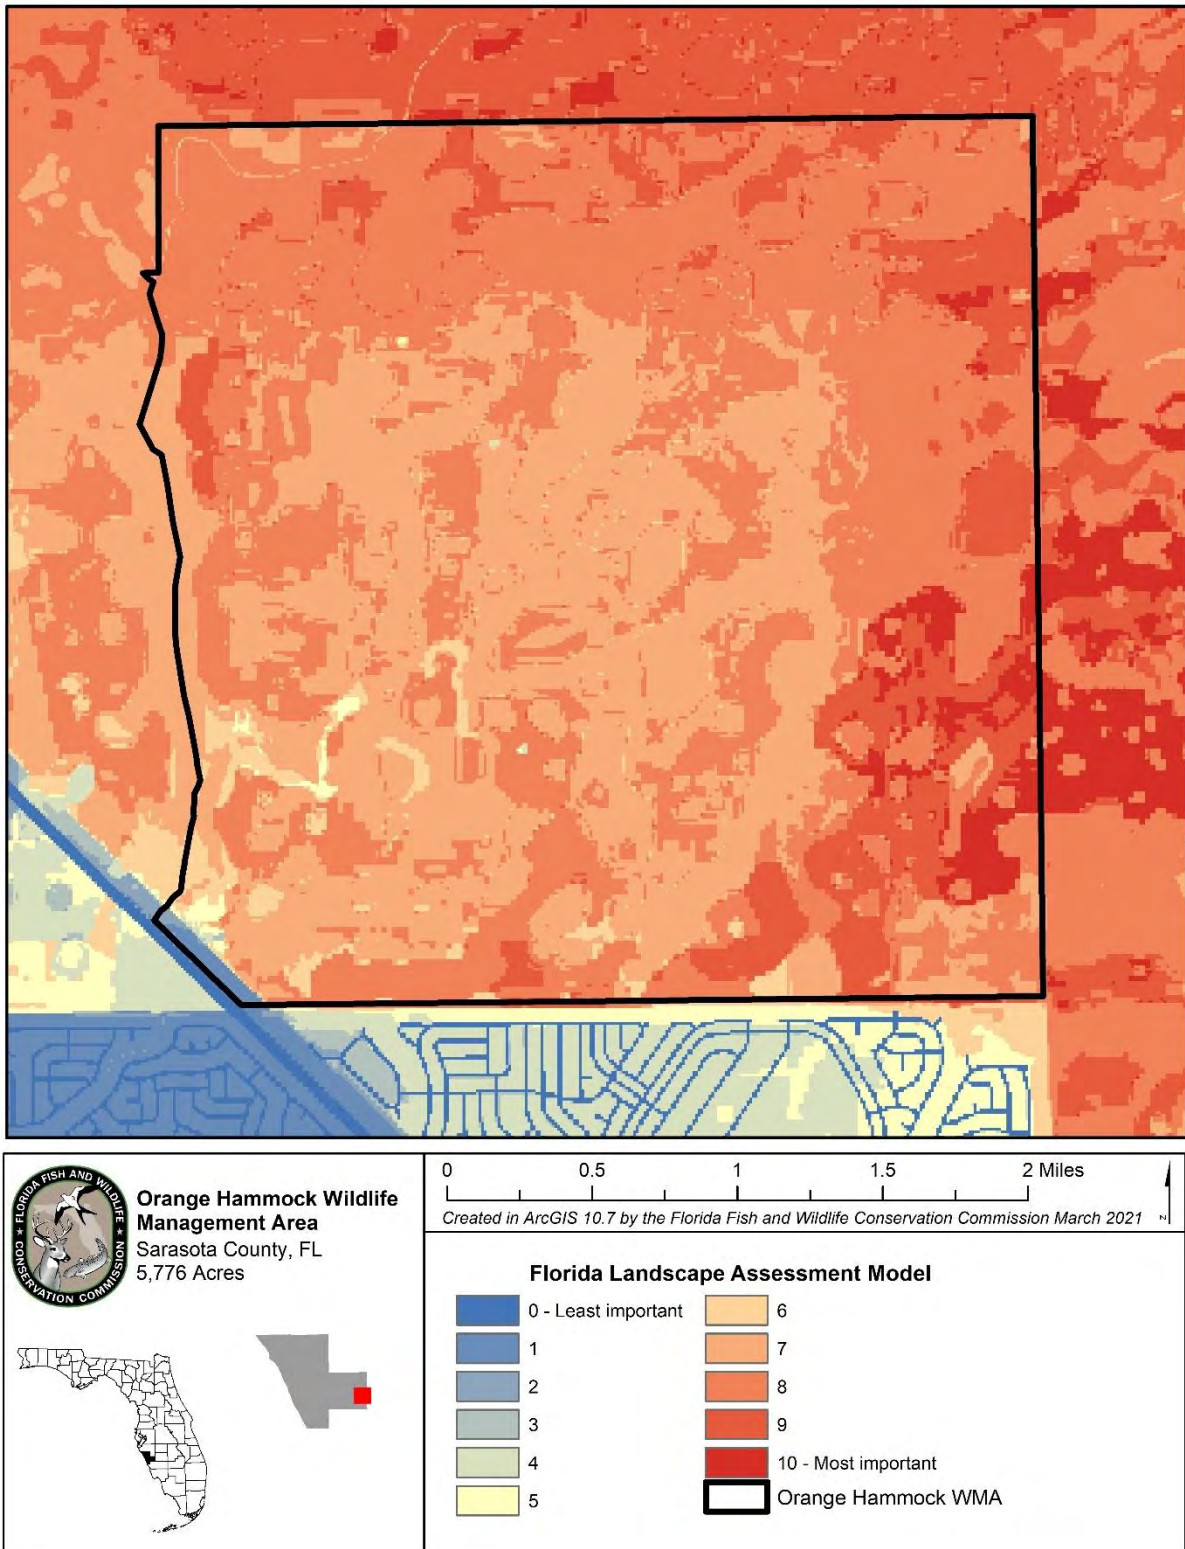 FLORIDA FISH AND WILDLIFE
CONSERVATION COMMISSION
Orange Hammock Wildlife
Management Area
Sarasota County, FL
5,776 Acres
0 0.5 1 1.5 2 Miles
Created in ArcGIS 10.7 by the Florida Fish and Wildlife Conservation Commission March 2021
N
Florida Landscape Assessment Model
0 - Least important
1
2
3
4
5
6
7
8
9
10 - Most important
Orange Hammock WMA